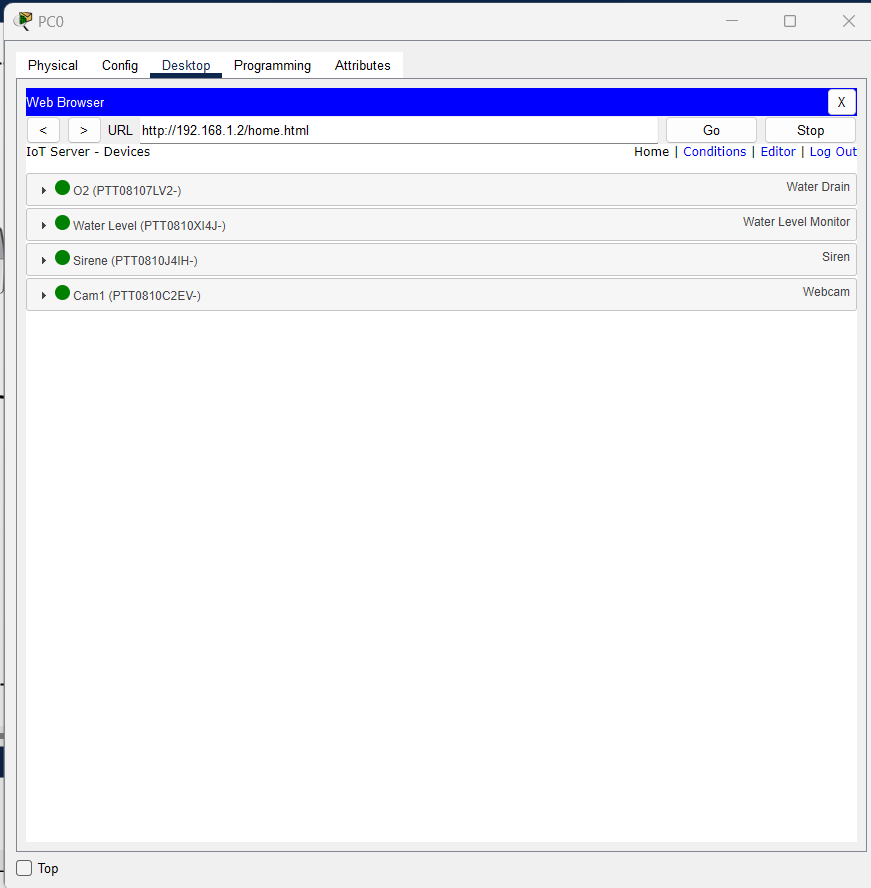 PC0
Physical Config Desktop Programming Attributes
Web Browser X
< > URL http://192.168.1.2/home.html Go Stop
IoT Server - Devices Home | Conditions | Editor | Log Out
O2 (PTT08107LV2-) Water Drain
Water Level (PTT0810XI4J-) Water Level Monitor
Sirene (PTT0810J4IH-) Siren
Cam1 (PTT0810C2EV-) Webcam
Top